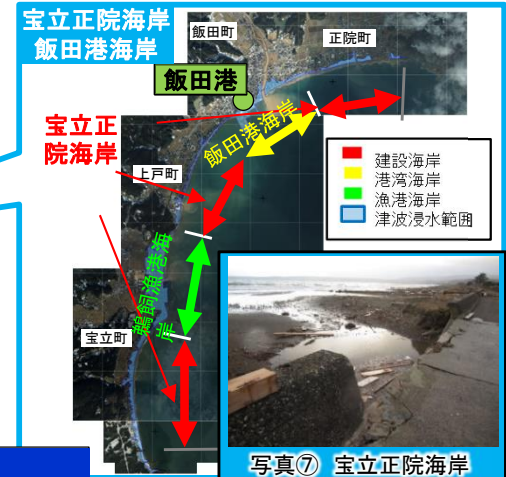 宝立正院海岸
飯田港海岸
飯田町
正院町
飯田港
宝立正
院海岸
飯田港海岸
上戸町
建設海岸
港湾海岸
漁港海岸
津波浸水範囲
鵜飼漁港海
岸
宝立町
写真⑦ 宝立正院海岸